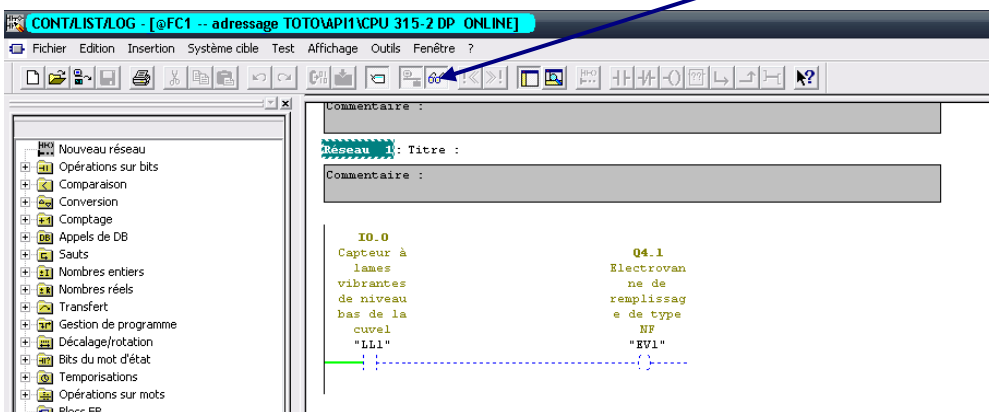 CONT/LIST/LOG - [@FC1 -- adressage TOTO\API1\CPU 315-2 DP ONLINE]
Fichier Edition Insertion Système cible Test Affichage Outils Fenêtre ?
Commentaire :
Réseau 1: Titre :
Commentaire :
Nouveau réseau
Opérations sur bits
Comparaison
Conversion
Comptage
Appels de DB
Sauts
Nombres entiers
Nombres réels
Transfert
Gestion de programme
Décalage/rotation
Bits du mot d'état
Temporisations
Opérations sur mots
Blocs FB
I0.0
Capteur à
lames
vibrantes
de niveau
bas de la
cuve1
"LL1"
Q4.1
Electrovan
ne de
remplissag
e de type
NF
"EV1"